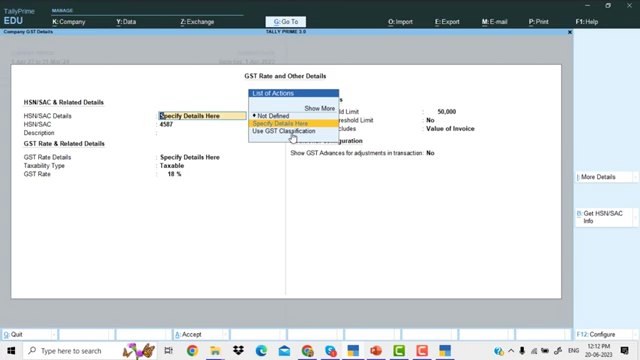 TallyPrime
EDU
MANAGE
K: Company
Y: Data
Z: Exchange
G: Go To
O: Import
E: Export
M: E-mail
P: Print
Company GST Details
TALLY PRIME 3.0
GST Rate and Other Details
HSN/SAC & Related Details
HSN/SAC Details : Specify Details Here
HSN/SAC : 4587
Description :
GST Rate & Related Details
GST Rate Details : Specify Details Here
Taxability Type : Taxable
GST Rate : 18 %
List of Actions
Show More
♦ Not Defined
Specify Details Here
Use GST Classification
Limit : 50,000
Threshold Limit : No
cludes : Value of Invoice
Configuration
Show GST Advances for adjustments in transaction : No
I: More Details
B: Get HSN/SAC
Info
Q: Quit
A: Accept
F12: Configure
Type here to search
12:12 PM
20-06-2023